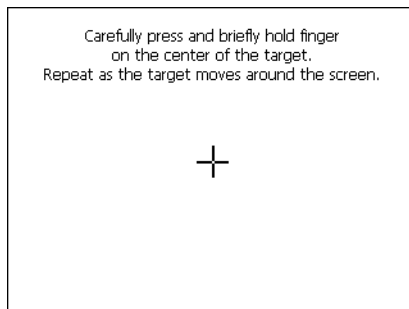 Carefully press and briefly hold finger
on the center of the target.
Repeat as the target moves around the screen.